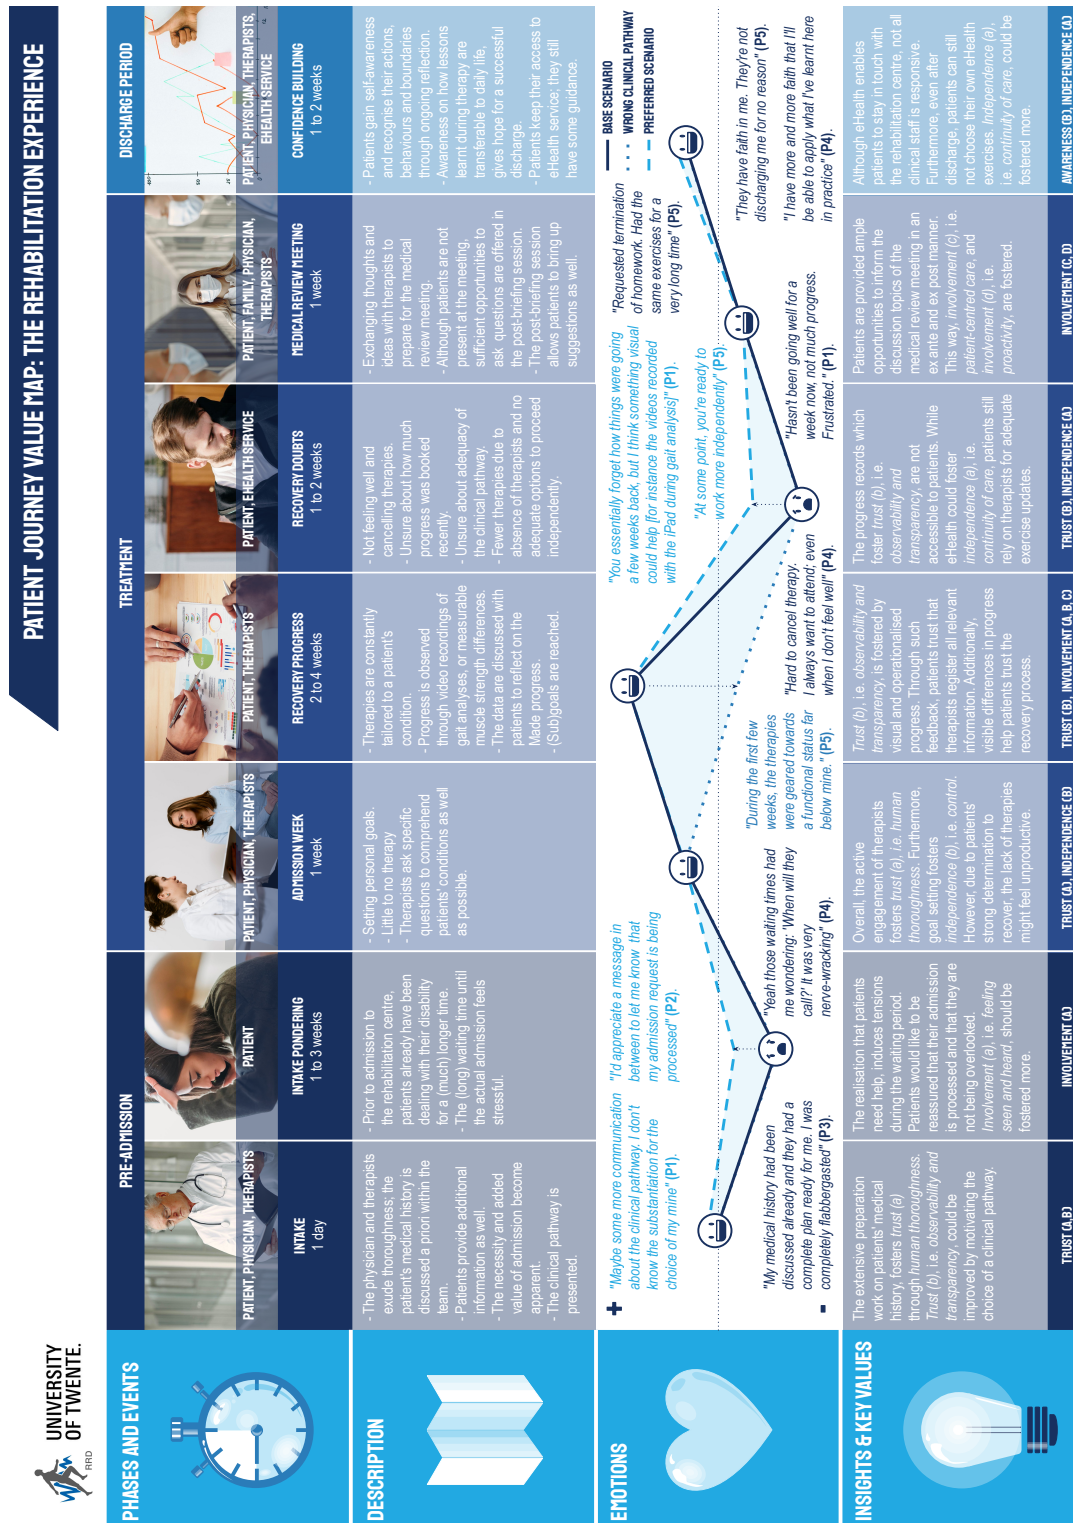 PATIENT JOURNEY VALUE MAP: THE REHABILITATION EXPERIENCE
RRD
UNIVERSITY
OF TWENTE.
PHASES AND EVENTS
PRE-ADMISSION
TREATMENT
DISCHARGE PERIOD
PATIENT, PHYSICIAN, THERAPISTS
INTAKE
1 day
PATIENT
INTAKE PONDERING
1 to 3 weeks
PATIENT, PHYSICIAN, THERAPISTS
ADMISSION WEEK
1 week
PATIENT, THERAPISTS
RECOVERY PROGRESS
2 to 4 weeks
PATIENT, EHEALTH SERVICE
RECOVERY DOUBTS
1 to 2 weeks
PATIENT, FAMILY, PHYSICIAN,
THERAPISTS
MEDICAL REVIEW MEETING
1 week
PATIENT, PHYSICIAN, THERAPISTS,
EHEALTH SERVICE
CONFIDENCE BUILDING
1 to 2 weeks
DESCRIPTION
- The physician and therapists
exude thoroughness; the
patient's medical history is
discussed a priori within the
team.
- Patients provide additional
information as well.
- The necessity and added
value of admission become
apparent.
- The clinical pathway is
presented.
- Prior to admission to
the rehabilitation centre,
patients already have been
dealing with their disability
for a (much) longer time.
- The (long) waiting time until
the actual admission feels
stressful.
- Setting personal goals.
- Little to no therapy
- Therapists ask specific
questions to comprehend
patients' conditions as well
as possible.
- Therapies are constantly
tailored to a patient's
condition.
- Progress is observed
through video recordings of
gait analyses, or measurable
muscle strength differences.
- The data are discussed with
patients to reflect on the
Made progress.
- (Sub)goals are reached.
- Not feeling well and
cancelling therapies.
- Unsure about how much
progress was booked
recently.
- Unsure about adequacy of
the clinical pathway.
- Fewer therapies due to
absence of therapists and no
adequate options to proceed
independently.
- Exchanging thoughts and
ideas with therapists to
prepare for the medical
review meeting.
- Although patients are not
present at the meeting,
sufficient opportunities to
ask questions are offered in
the post-briefing session.
- The post-briefing session
allows patients to bring up
suggestions as well.
- Patients gain self-awareness
and recognise their actions,
behaviours and boundaries
through ongoing reflection.
- Awareness on how lessons
learnt during therapy are
transferable to daily life,
gives hope for a successful
discharge.
- Patients keep their access to
eHealth service; they still
have some guidance.
EMOTIONS
+
-
"Maybe some more communication
about the clinical pathway. I don't
know the substantiation for the
choice of my mine" (P1).
"My medical history had been
discussed already and they had a
complete plan ready for me. I was
completely flabbergasted" (P3).
"I'd appreciate a message in
between to let me know that
my admission request is being
processed" (P2).
"Yeah those waiting times had
me wondering: 'When will they
call?' It was very
nerve-wracking" (P4).
"During the first few
weeks, the therapies
were geared towards
a functional status far
below mine." (P5).
"Hard to cancel therapy.
I always want to attend; even
when I don't feel well" (P4).
"You essentially forget how things were going
a few weeks back, but I think something visual
could help [for instance the videos recorded
with the iPad during gait analysis]" (P1).
"At some point, you're ready to
work more independently" (P5)
"Hasn't been going well for a
week now, not much progress.
Frustrated." (P1).
"Requested termination
of homework. Had the
same exercises for a
very long time" (P5).
"They have faith in me. They're not
discharging me for no reason" (P5).
"I have more and more faith that I'll
be able to apply what I've learnt here
in practice" (P4).
BASE SCENARIO
WRONG CLINICAL PATHWAY
PREFERRED SCENARIO
INSIGHTS & KEY VALUES
The extensive preparation
work on patients' medical
history, fosters trust (a)
through human thoroughness.
Trust (b), i.e. observability and
transparency, could be
improved by motivating the
choice of a clinical pathway.
TRUST (A, B)
The realisation that patients
need help, induces tensions
during the waiting period.
Patients would like to be
reassured that their admission
is processed and that they are
not being overlooked.
Involvement (a), i.e. feeling
seen and heard, should be
fostered more.
INVOLVEMENT (A)
Overall, the active
engagement of therapists
fosters trust (a), i.e. human
thoroughness. Furthermore,
goal setting fosters
independence (b), i.e. control.
However, due to patients'
strong determination to
recover, the lack of therapies
might feel unproductive.
TRUST (A), INDEPENDENCE (B)
Trust (b), i.e. observability and
transparency, is fostered by
visual and operationalised
progress. Through such
feedback, patients trust that
therapists register all relevant
information. Additionally,
visible differences in progress
help patients trust the
recovery process.
TRUST (B), INVOLVEMENT (A, B, C)
The progress records which
foster trust (b), i.e.
observability and
transparency, are not
accessible to patients. While
eHealth could foster
independence (a), i.e.
continuity of care, patients still
rely on therapists for adequate
exercise updates.
TRUST (B), INDEPENDENCE (A)
Patients are provided ample
opportunities to inform the
discussion topics of the
medical review meeting in an
ex ante and ex post manner.
This way, involvement (c), i.e.
patient-centred care, and
involvement (d), i.e.
proactivity, are fostered.
INVOLVEMENT (C, D)
Although eHealth enables
patients to stay in touch with
the rehabilitation centre, not all
clinical staff is responsive.
Furthermore, even after
discharge, patients can still
not choose their own eHealth
exercises. Independence (a),
i.e. continuity of care, could be
fostered more.
AWARENESS (B), INDEPENDENCE (A)